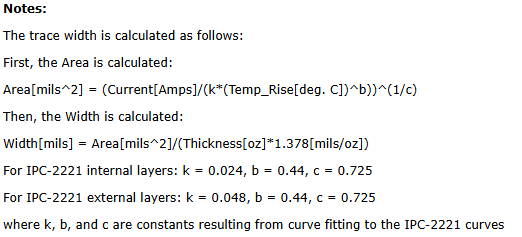 Notes:
The trace width is calculated as follows:
First, the Area is calculated:
Area[mils^2] = (Current[Amps]/(k*(Temp_Rise[deg. C])^b))^(1/c)
Then, the Width is calculated:
Width[mils] = Area[mils^2]/(Thickness[oz]*1.378[mils/oz])
For IPC-2221 internal layers: k = 0.024, b = 0.44, c = 0.725
For IPC-2221 external layers: k = 0.048, b = 0.44, c = 0.725
where k, b, and c are constants resulting from curve fitting to the IPC-2221 curves